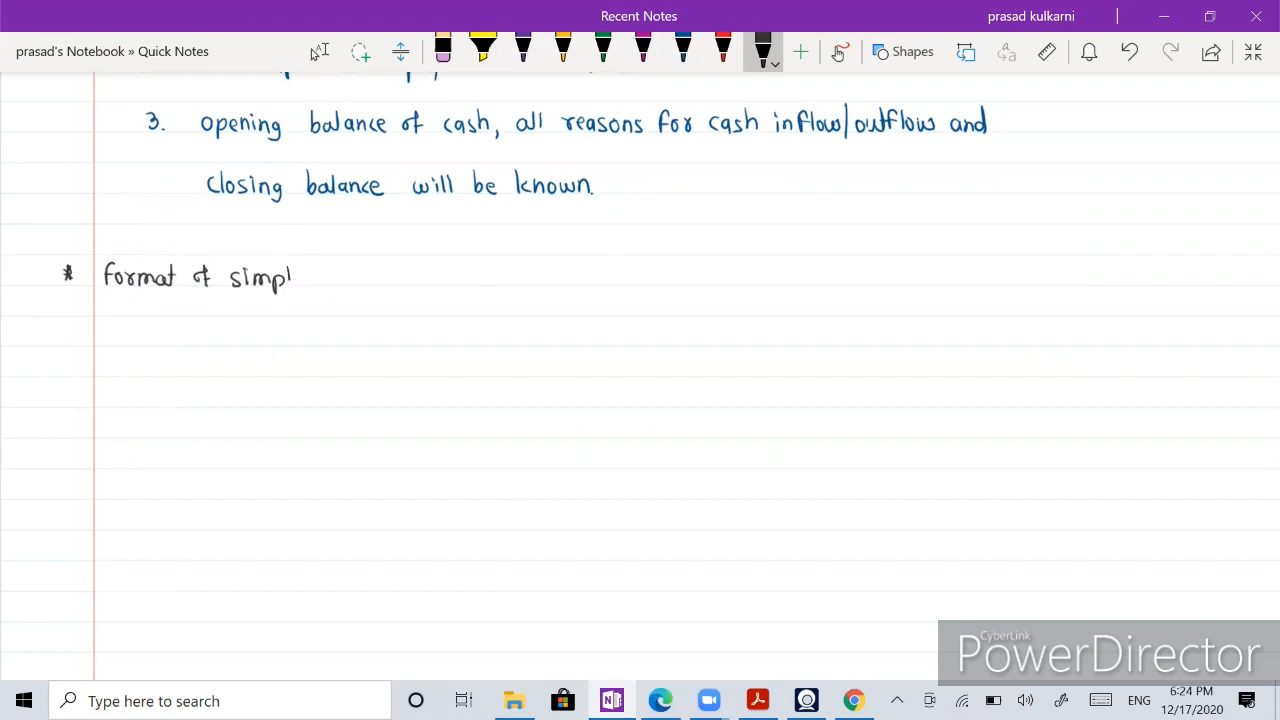 Recent Notes
prasad kulkarni
prasad's Notebook » Quick Notes
Shapes
3. opening balance of cash, all reasons for cash inflow/outflow and
closing balance will be known.
* format of simpl
CyberLink
PowerDirector
Type here to search
ENG
6:24 PM
12/17/2020